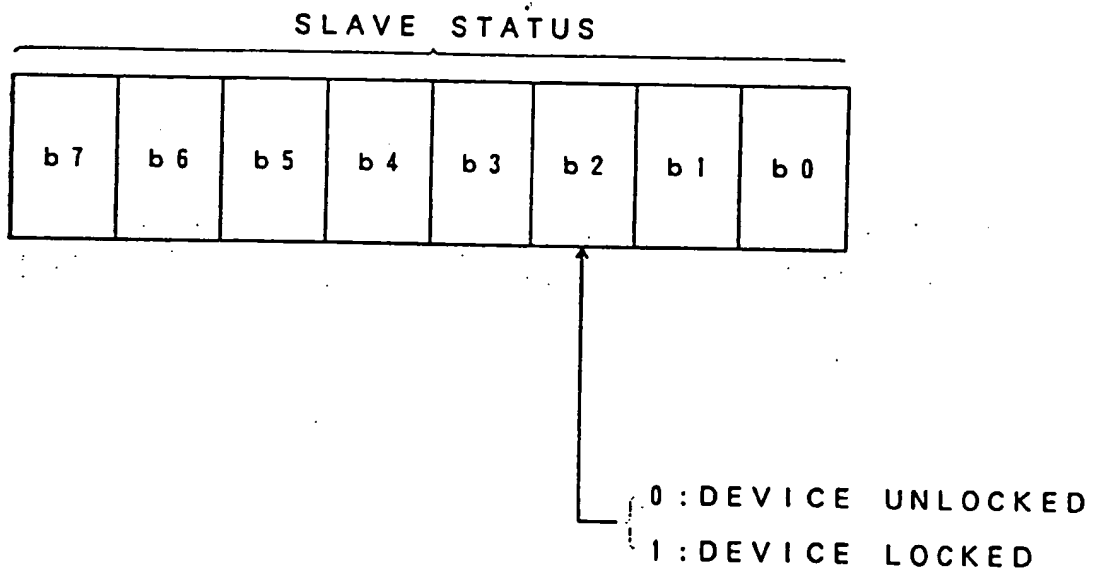 SLAVE STATUS
b7 b6 b5 b4 b3 b2 b1 b0
0:DEVICE UNLOCKED
1:DEVICE LOCKED